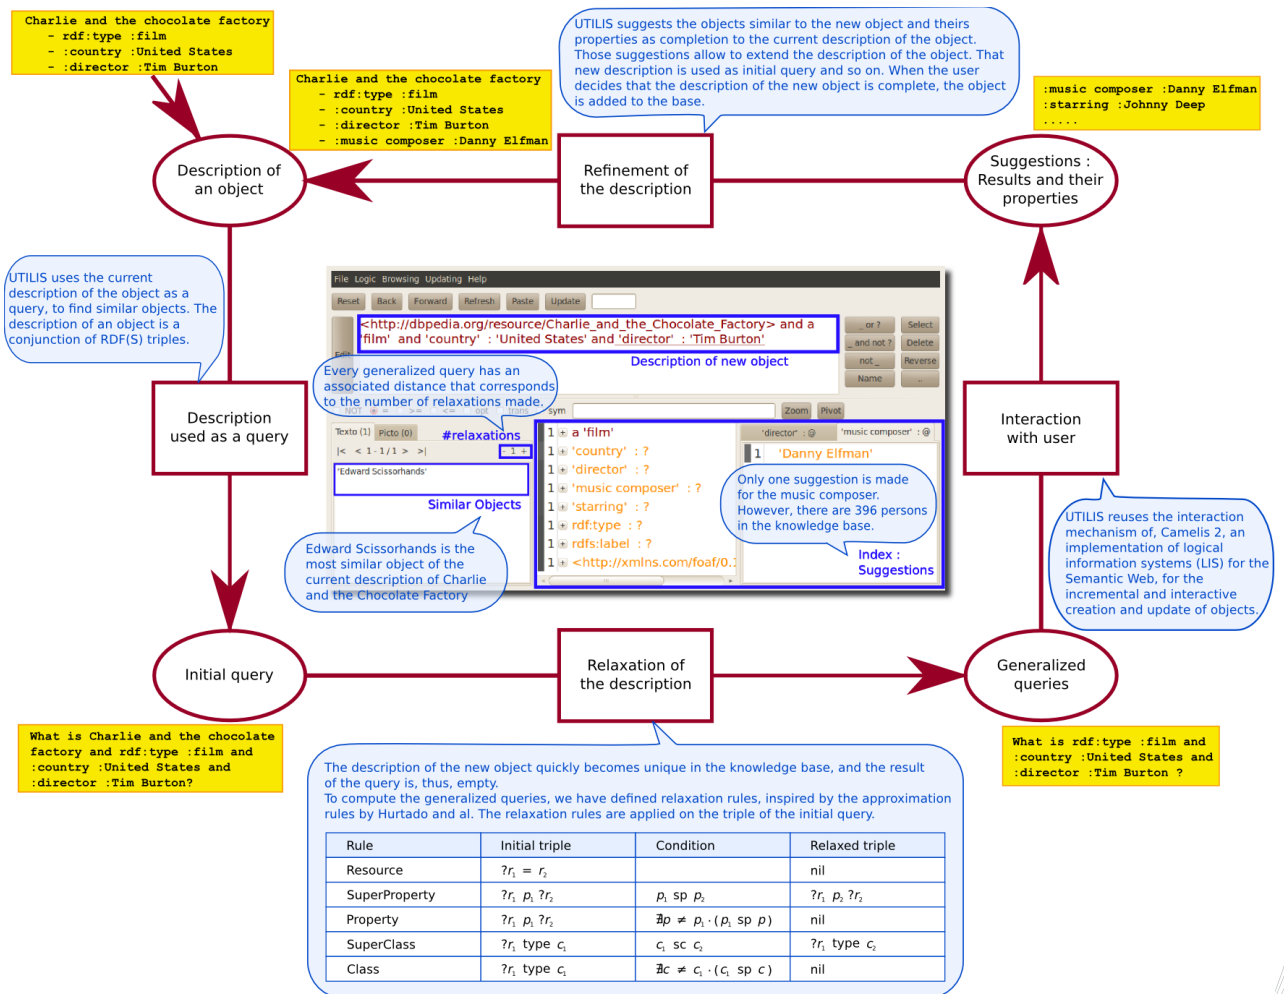 Charlie and the chocolate factory
- rdf:type :film
- :country :United States
- :director :Tim Burton
Charlie and the chocolate factory
- rdf:type :film
- :country :United States
- :director :Tim Burton
- :music composer :Danny Elfman
UTILIS suggests the objects similar to the new object and theirs
properties as completion to the current description of the object.
Those suggestions allow to extend the description of the object. That
new description is used as initial query and so on. When the user
decides that the description of the new object is complete, the object
is added to the base.
:music composer :Danny Elfman
:starring :Johnny Deep
.....
Description of
an object
Refinement of
the description
Suggestions :
Results and their
properties
UTILIS uses the current
description of the object as a
query, to find similar objects. The
description of an object is a
conjunction of RDF(S) triples.
File Logic Browsing Updating Help
Reset Back Forward Refresh Paste Update
<http://dbpedia.org/resource/Charlie_and_the_Chocolate_Factory> and a
'film' and 'country' : 'United States' and 'director' : 'Tim Burton'
Description of new object
_ or ? Select
_ and not ? Delete
not _ Reverse
Name ..
Every generalized query has an
associated distance that corresponds
to the number of relaxations made.
NOT = >= <= opt trans sym Zoom Pivot
Texto (1) Picto (0)
#relaxations
|< < 1 - 1 / 1 > >| - 1 +
'Edward Scissorhands'
Similar Objects
1 + a 'film'
1 + 'country' : ?
1 + 'director' : ?
1 + 'music composer' : ?
1 + 'starring' : ?
1 + rdf:type : ?
1 + rdfs:label : ?
1 + <http://xmlns.com/foaf/0.
'director' : @ 'music composer' : @
1 'Danny Elfman'
Only one suggestion is made
for the music composer.
However, there are 396 persons
in the knowledge base.
Index :
Suggestions
Edward Scissorhands is the
most similar object of the
current description of Charlie
and the Chocolate Factory
Description
used as a query
Interaction
with user
UTILIS reuses the interaction
mechanism of, Camelis 2, an
implementation of logical
information systems (LIS) for the
Semantic Web, for the
incremental and interactive
creation and update of objects.
Initial query
Relaxation of
the description
Generalized
queries
What is Charlie and the chocolate
factory and rdf:type :film and
:country :United States and
:director :Tim Burton?
What is rdf:type :film and
:country :United States and
:director :Tim Burton ?
The description of the new object quickly becomes unique in the knowledge base, and the result
of the query is, thus, empty.
To compute the generalized queries, we have defined relaxation rules, inspired by the approximation
rules by Hurtado and al. The relaxation rules are applied on the triple of the initial query.
Rule Initial triple Condition Relaxed triple
Resource ?r₁ = r₂ nil
SuperProperty ?r₁ p₁ ?r₂ p₁ sp p₂ ?r₁ p₂ ?r₂
Property ?r₁ p₁ ?r₂ ∄p ≠ p₁·(p₁ sp p) nil
SuperClass ?r₁ type c₁ c₁ sc c₂ ?r₁ type c₂
Class ?r₁ type c₁ ∄c ≠ c₁·(c₁ sp c) nil